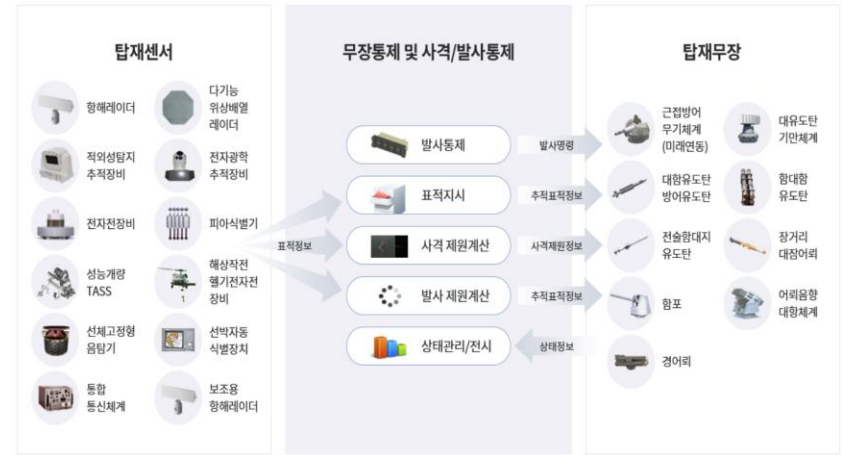 탑재센서
항해레이더
다기능
위상배열
레이더
적외성탐지
추적장비
전자광학
추적장비
전자전장비
피아식별기
성능개량
TASS
해상작전
헬기전자전
장비
선체고정형
음탐기
선박자동
식별장치
통합
통신체계
보조용
항해레이더
표적정보
무장통제 및 사격/발사통제
발사통제
표적지시
사격 제원계산
발사 제원계산
상태관리/전시
발사명령
추적표적정보
사격제원정보
추적표적정보
상태정보
탑재무장
근접방어
무기체계
(미래연동)
대유도탄
기만체계
대함유도탄
방어유도탄
함대함
유도탄
전술함대지
유도탄
장거리
대잠어뢰
함포
어뢰음향
대항체계
경어뢰